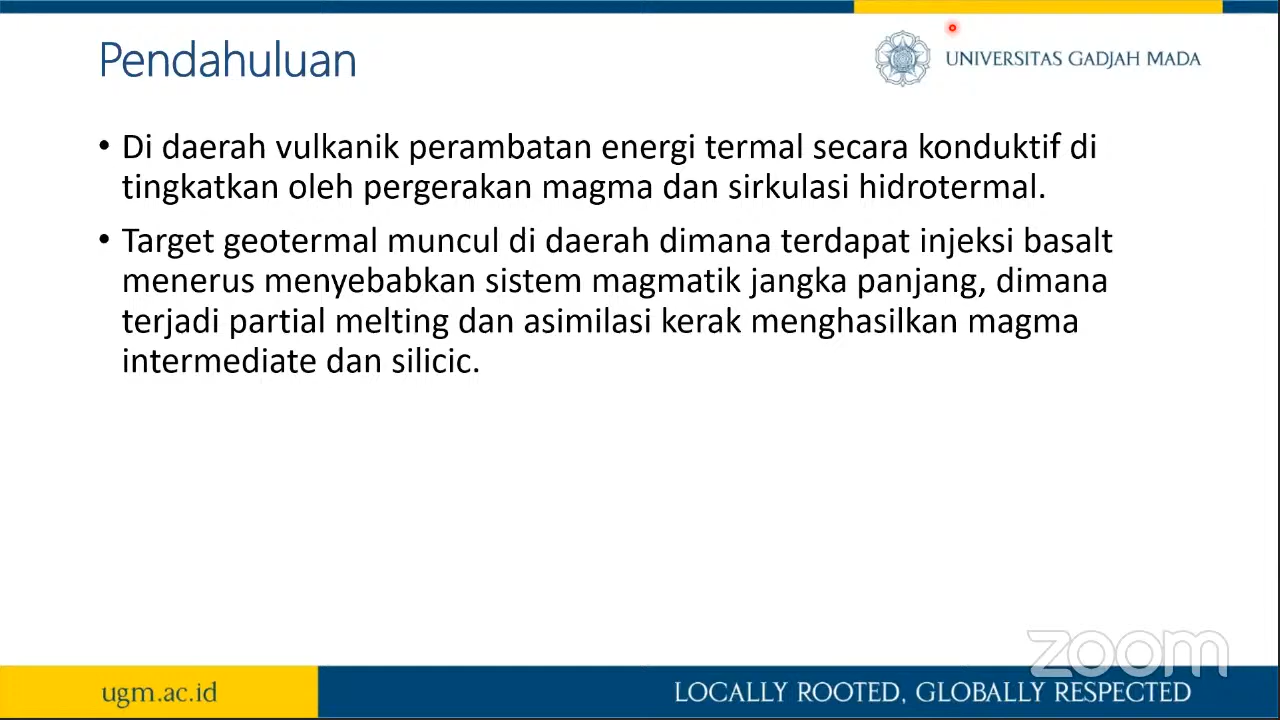 Pendahuluan
UNIVERSITAS GADJAH MADA
• Di daerah vulkanik perambatan energi termal secara konduktif di
tingkatkan oleh pergerakan magma dan sirkulasi hidrotermal.
• Target geotermal muncul di daerah dimana terdapat injeksi basalt
menerus menyebabkan sistem magmatik jangka panjang, dimana
terjadi partial melting dan asimilasi kerak menghasilkan magma
intermediate dan silicic.
zoom
ugm.ac.id
LOCALLY ROOTED, GLOBALLY RESPECTED